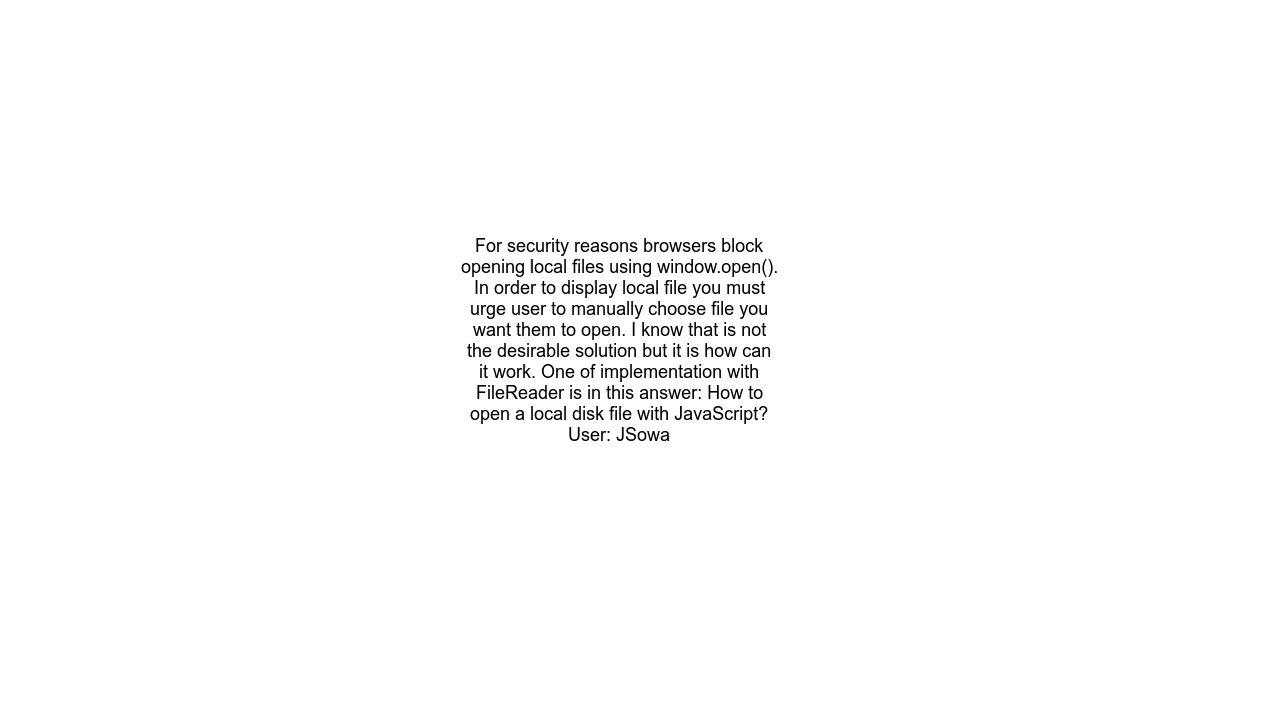 For security reasons browsers block
opening local files using window.open().
In order to display local file you must
urge user to manually choose file you
want them to open. I know that is not
the desirable solution but it is how can
it work. One of implementation with
FileReader is in this answer: How to
open a local disk file with JavaScript?
User: JSowa